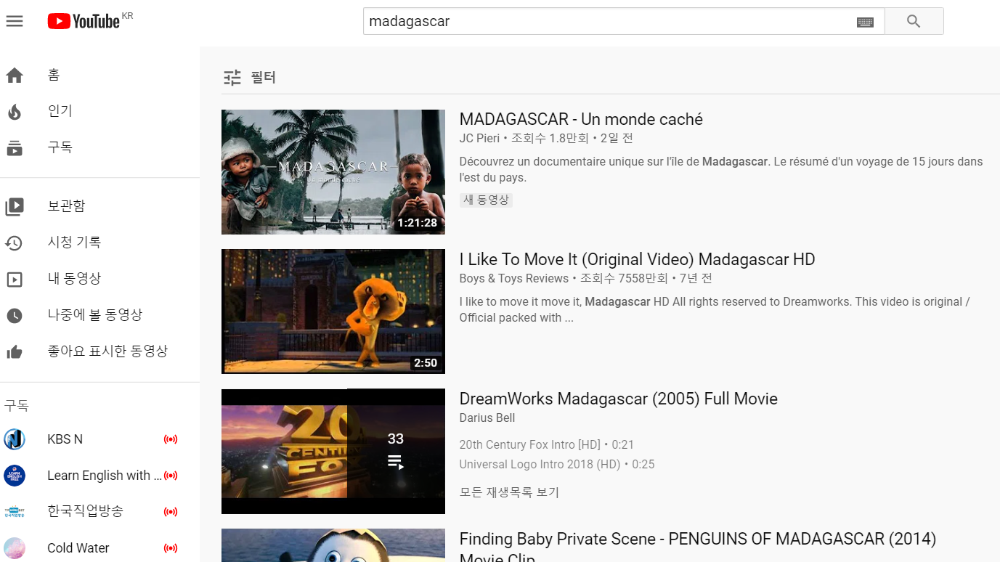 YouTube KR
madagascar
홈
인기
구독
보관함
시청 기록
내 동영상
나중에 볼 동영상
좋아요 표시한 동영상
구독
KBS N
Learn English with ...
한국직업방송
Cold Water
필터
MADAGASCAR
Un monde caché
1:21:28
MADAGASCAR - Un monde caché
JC Pieri • 조회수 1.8만회 • 2일 전
Découvrez un documentaire unique sur l'île de Madagascar. Le résumé d'un voyage de 15 jours dans
l'est du pays.
새 동영상
2:50
I Like To Move It (Original Video) Madagascar HD
Boys & Toys Reviews • 조회수 7558만회 • 7년 전
I like to move it move it, Madagascar HD All rights reserved to Dreamworks. This video is original /
Official packed with ...
20
CENTURY
FO
33
DreamWorks Madagascar (2005) Full Movie
Darius Bell
20th Century Fox Intro [HD] • 0:21
Universal Logo Intro 2018 (HD) • 0:25
모든 재생목록 보기
Finding Baby Private Scene - PENGUINS OF MADAGASCAR (2014)
Movie Clip